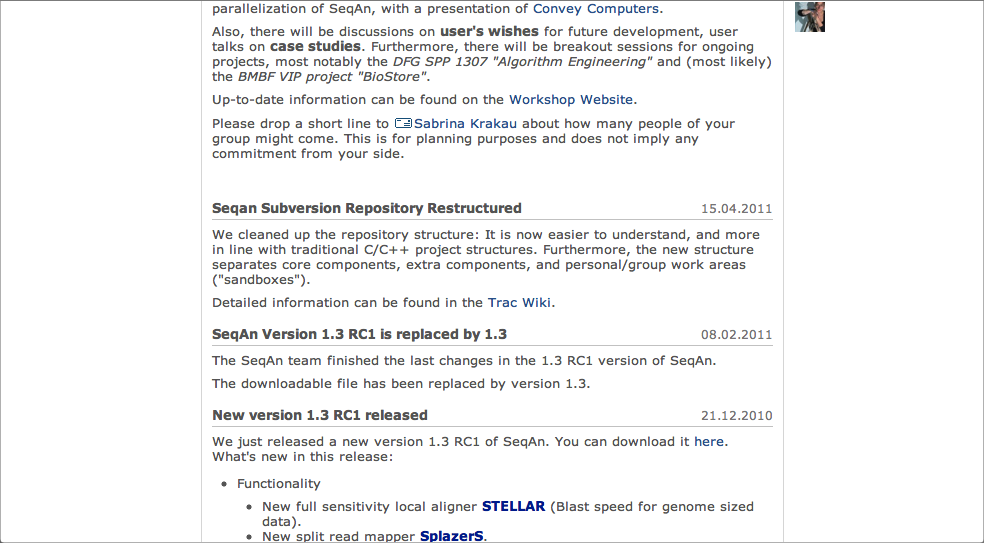 parallelization of SeqAn, with a presentation of Convey Computers.
Also, there will be discussions on user's wishes for future development, user
talks on case studies. Furthermore, there will be breakout sessions for ongoing
projects, most notably the DFG SPP 1307 "Algorithm Engineering" and (most likely)
the BMBF VIP project "BioStore".
Up-to-date information can be found on the Workshop Website.
Please drop a short line to Sabrina Krakau about how many people of your
group might come. This is for planning purposes and does not imply any
commitment from your side.
Seqan Subversion Repository Restructured 15.04.2011
We cleaned up the repository structure: It is now easier to understand, and more
in line with traditional C/C++ project structures. Furthermore, the new structure
separates core components, extra components, and personal/group work areas
("sandboxes").
Detailed information can be found in the Trac Wiki.
SeqAn Version 1.3 RC1 is replaced by 1.3 08.02.2011
The SeqAn team finished the last changes in the 1.3 RC1 version of SeqAn.
The downloadable file has been replaced by version 1.3.
New version 1.3 RC1 released 21.12.2010
We just released a new version 1.3 RC1 of SeqAn. You can download it here.
What's new in this release:
• Functionality
• New full sensitivity local aligner STELLAR (Blast speed for genome sized
data).
• New split read mapper SplazerS.